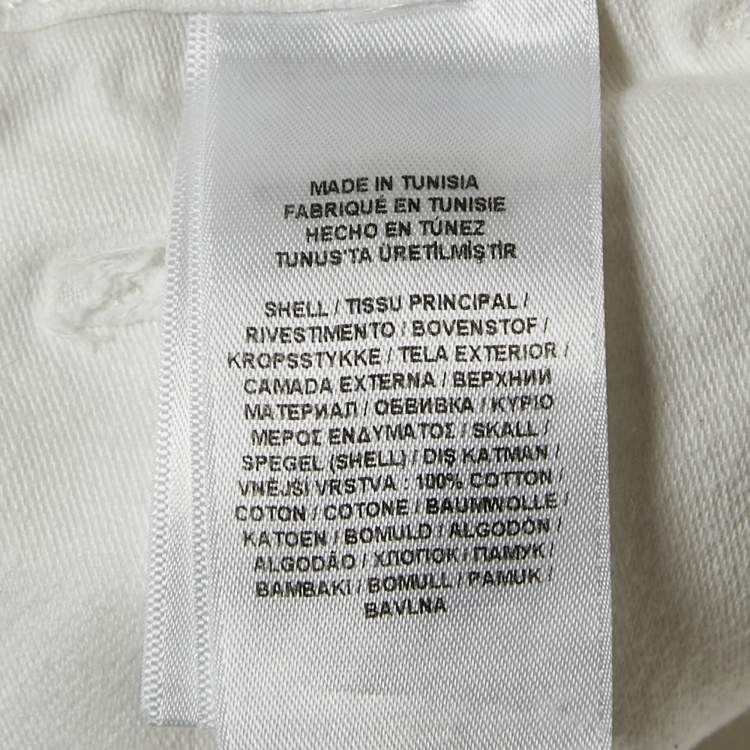 MADE IN TUNISIA
FABRIQUÉ EN TUNISIE
HECHO EN TÚNEZ
TUNUS'TA ÜRETİLMİŞTİR
SHELL / TISSU PRINCIPAL /
RIVESTIMENTO / BOVENSTOF /
KROPSSTYKKE / TELA EXTERIOR /
CAMADA EXTERNA / ВЕРХНИЙ
МАТЕРИАЛ / ОБВИВКА / ΚΥΡΙΟ
ΜΕΡΟΣ ΕΝΔΥΜΑΤΟΣ / SKALL /
SPEGEL (SHELL) / DIŞ KATMAN /
VNĚJSI VRSTVA : 100% COTTON /
COTON / COTONE / BAUMWOLLE /
KATOEN / BOMULD / ALGODÓN /
ALGODÃO / ХЛОПОК / ПАМУК /
ΒΑΜΒΑΚΙ / BOMULL / PAMUK /
BAVLNA